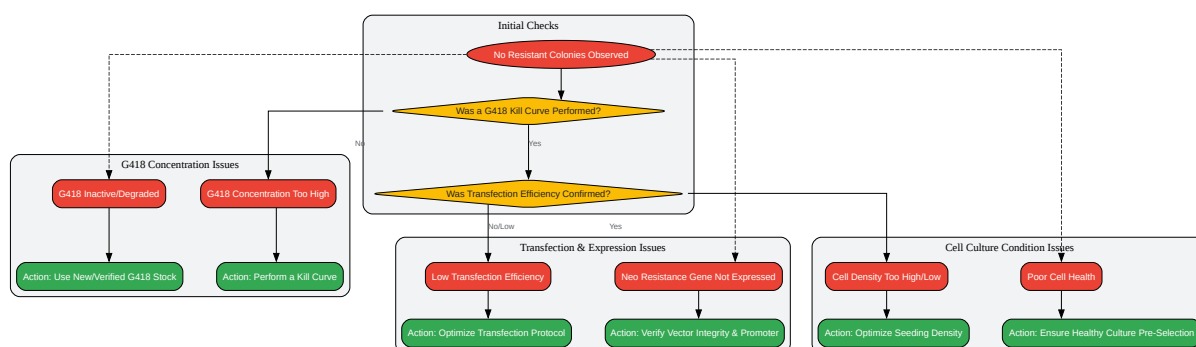 Initial Checks
No Resistant Colonies Observed
Was a G418 Kill Curve Performed?
No
Yes
G418 Concentration Issues
G418 Inactive/Degraded
G418 Concentration Too High
Was Transfection Efficiency Confirmed?
No/Low
Yes
Transfection & Expression Issues
Cell Culture Condition Issues
Action: Use New/Verified G418 Stock
Action: Perform a Kill Curve
Low Transfection Efficiency
Neo Resistance Gene Not Expressed
Cell Density Too High/Low
Poor Cell Health
Action: Optimize Transfection Protocol
Action: Verify Vector Integrity & Promoter
Action: Optimize Seeding Density
Action: Ensure Healthy Culture Pre-Selection